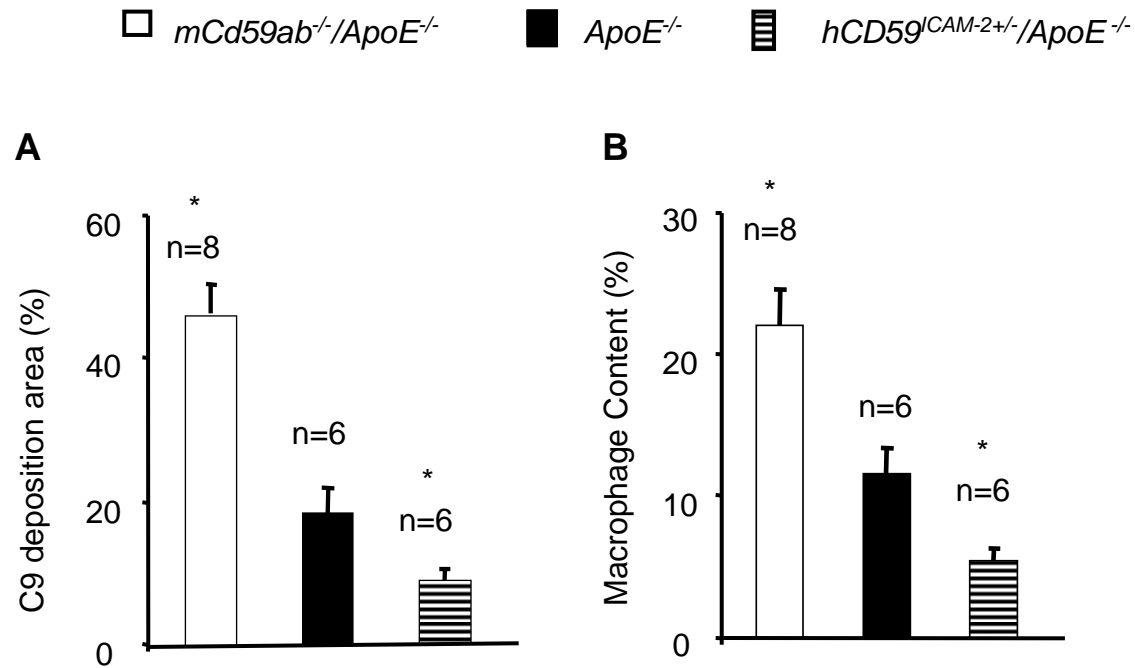 mCd59ab-/-/ApoE-/- ApoE-/- hCD59ICAM-2+/-/ApoE-/-
A
C9 deposition area (%)
60
40
20
0
*
n=8
n=6
*
n=6
B
Macrophage Content (%)
30
20
10
0
*
n=8
n=6
*
n=6